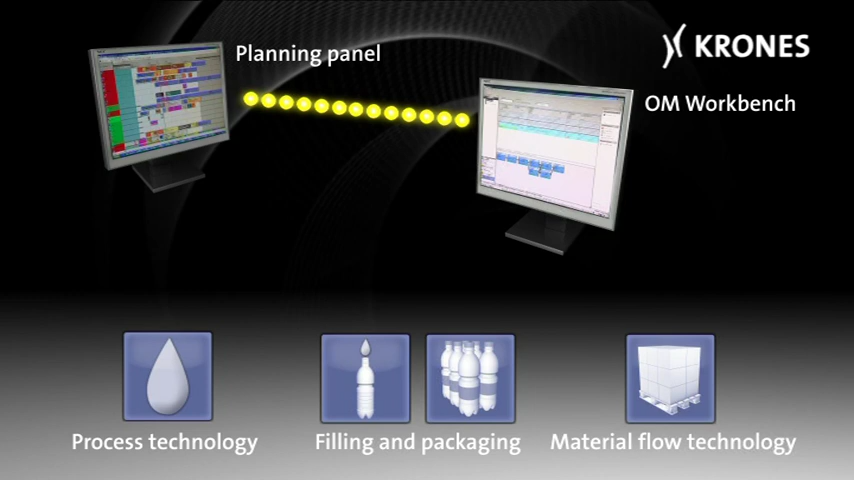 Planning panel
KRONES
OM Workbench
Process technology
Filling and packaging
Material flow technology